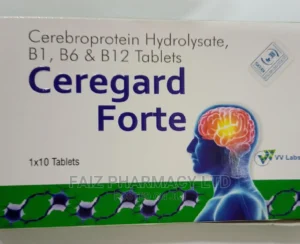 Cerebroprotein Hydrolysate,
B1, B6 & B12 Tablets
Ceregard
Forte
1x10 Tablets
FAIZ PHARMACY LTD
VV Labs